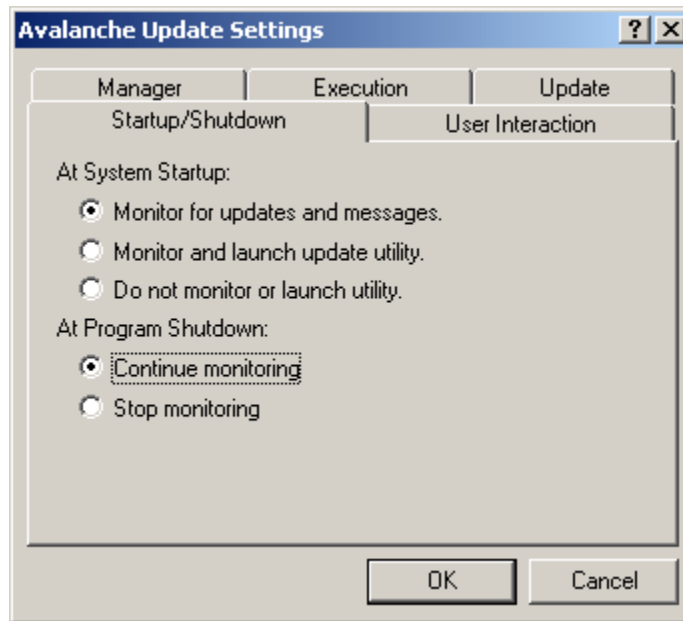 Avalanche Update Settings
Manager Execution Update
Startup/Shutdown User Interaction
At System Startup:
Monitor for updates and messages.
Monitor and launch update utility.
Do not monitor or launch utility.
At Program Shutdown:
Continue monitoring
Stop monitoring
OK Cancel